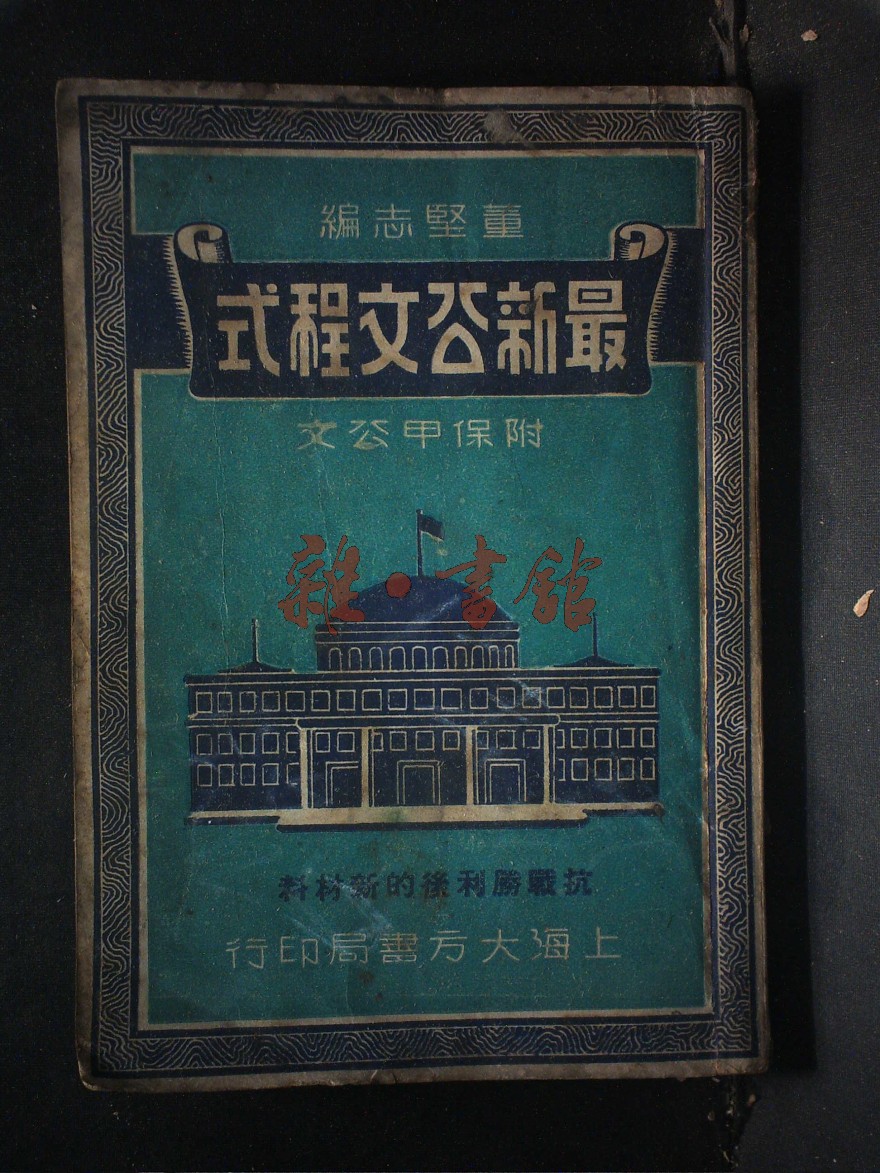 董堅志編
最新公文程式
附保甲公文
雜·書館
抗戰勝利後的新材料
上海大方書局印行